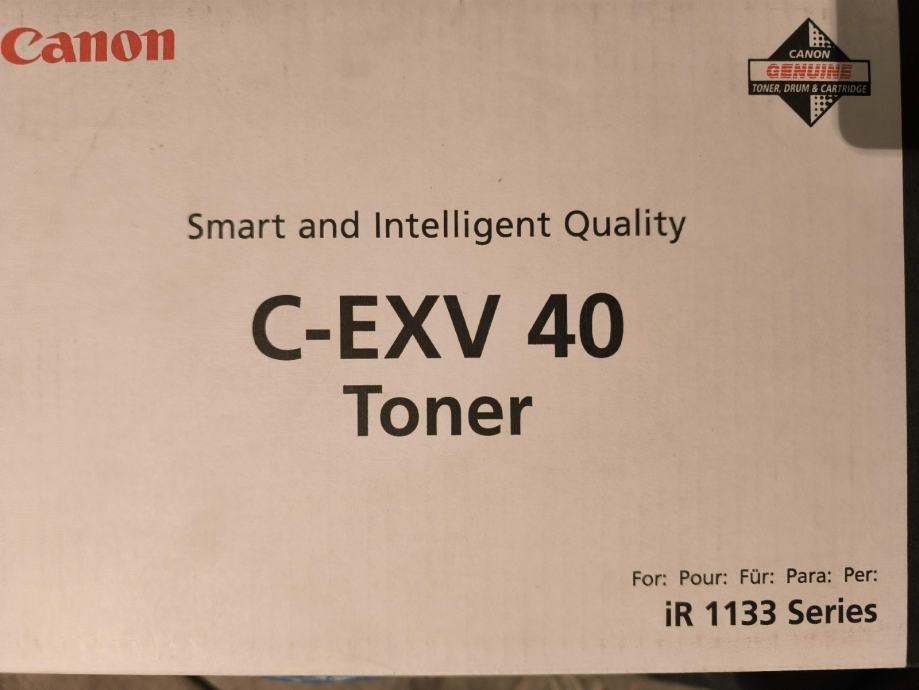 Canon
CANON
GENUINE
TONER, DRUM & CARTRIDGE
Smart and Intelligent Quality
C-EXV 40
Toner
For: Pour: Für: Para: Per:
iR 1133 Series